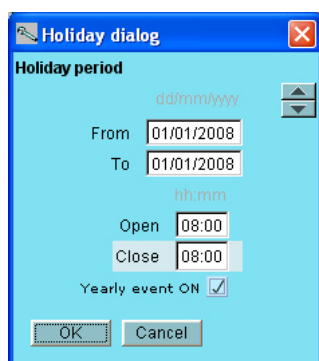 Holiday dialog
Holiday period
dd/mm/yyyy
From 01/01/2008
To 01/01/2008
hh:mm
Open 08:00
Close 08:00
Yearly event ON
OK Cancel